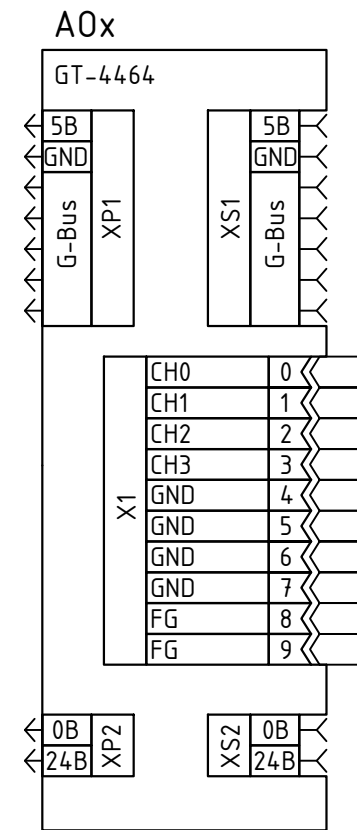 AOx
GT-4464
5В 5В
GND GND
G-Bus XP1 XS1 G-Bus
X1
CH0 0
CH1 1
CH2 2
CH3 3
GND 4
GND 5
GND 6
GND 7
FG 8
FG 9
0В XP2 XS2 0В
24В 24В